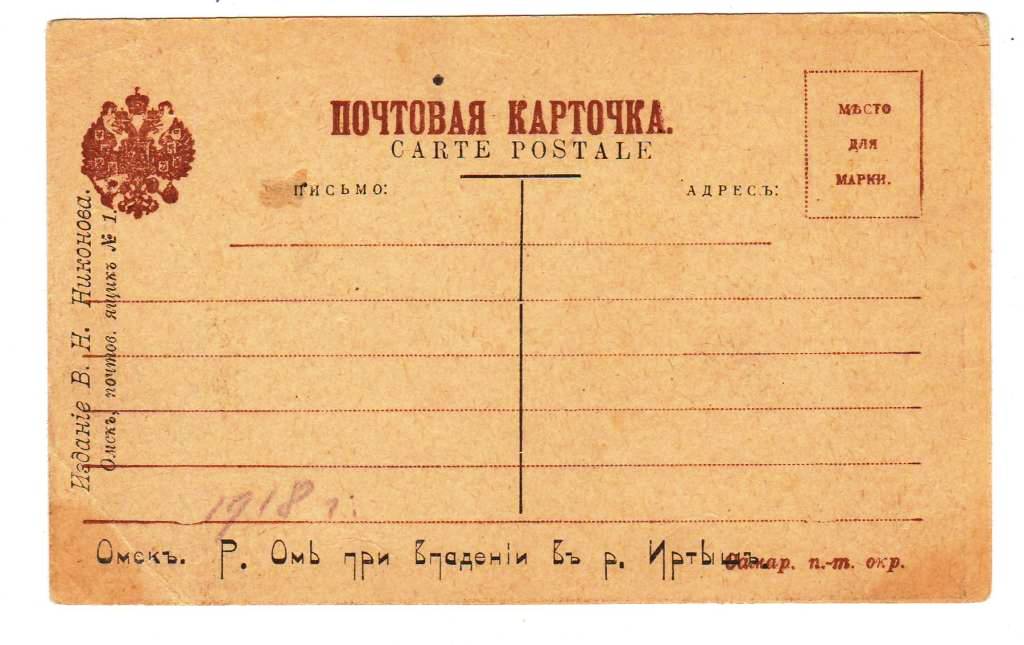 ПОЧТОВАЯ КАРТОЧКА.
CARTE POSTALE
МѢСТО
ДЛЯ
МАРКИ.
ПИСЬМО:
АДРЕСЪ:
Изданіе В. Н. Никонова.
Омскъ, почтов. ящикъ № 1.
1918 г.
Омскъ. Р. Омь при впаденіи въ р. Иртышъ.
п.-т. окр.